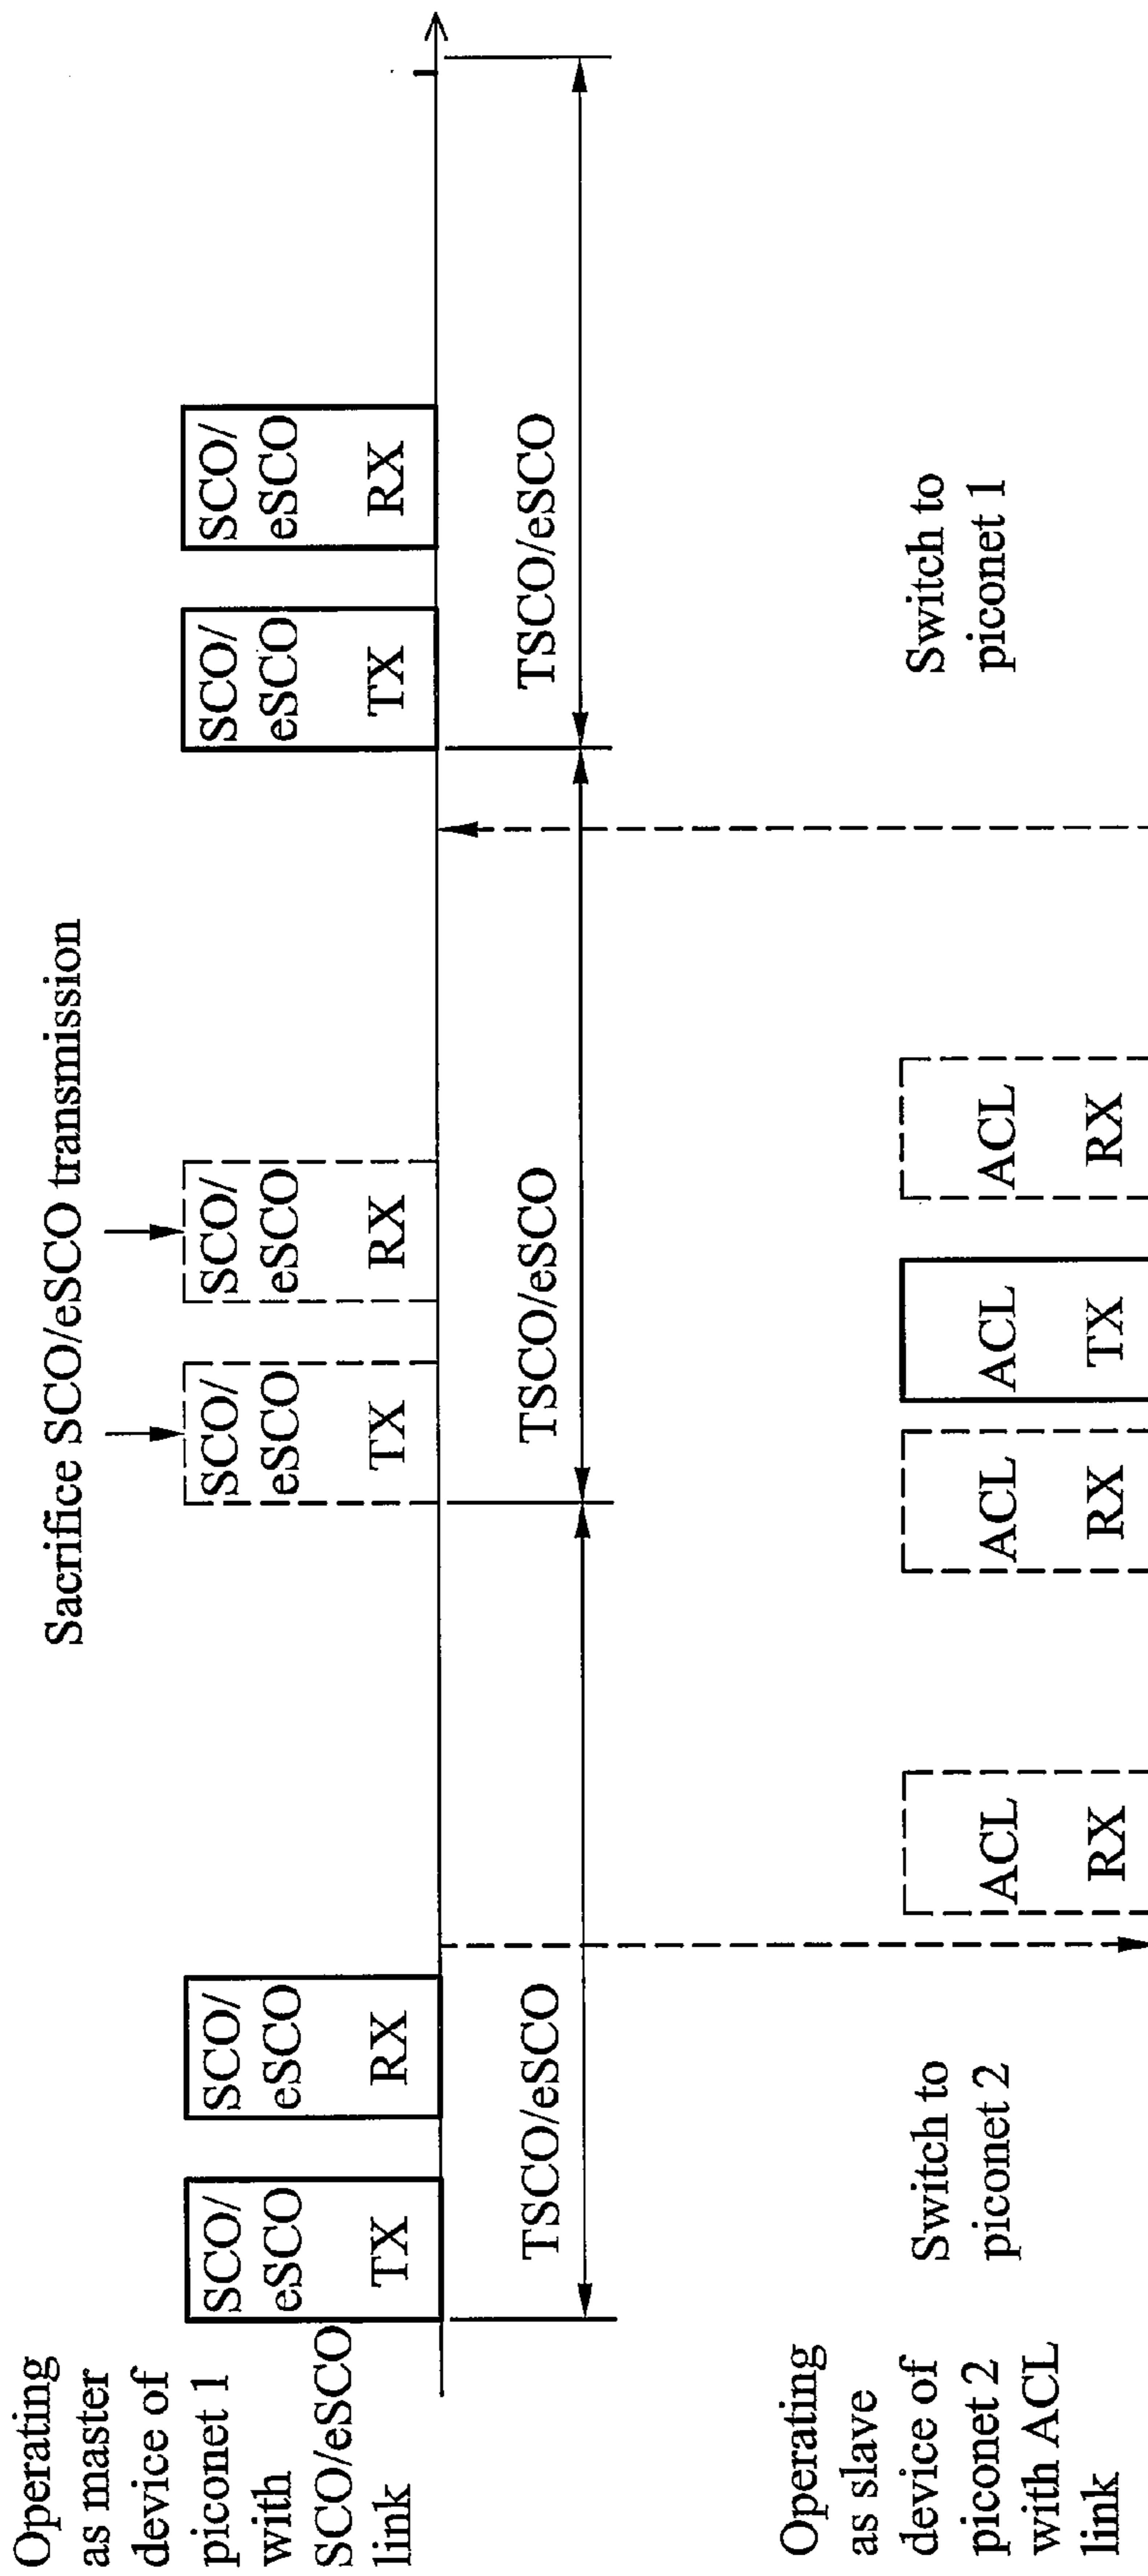 Sacrifice SCO/eSCO transmission
Operating
as master
device of
piconet 1
with
SCO/eSCO
link
SCO/
eSCO
TX
SCO/
eSCO
RX
SCO/
eSCO
TX
SCO/
eSCO
RX
SCO/
eSCO
TX
SCO/
eSCO
RX
TSCO/eSCO
TSCO/eSCO
TSCO/eSCO
Operating
as slave
device of
piconet 2
with ACL
link
Switch to
piconet 2
ACL
RX
ACL
RX
ACL
TX
ACL
RX
Switch to
piconet 1